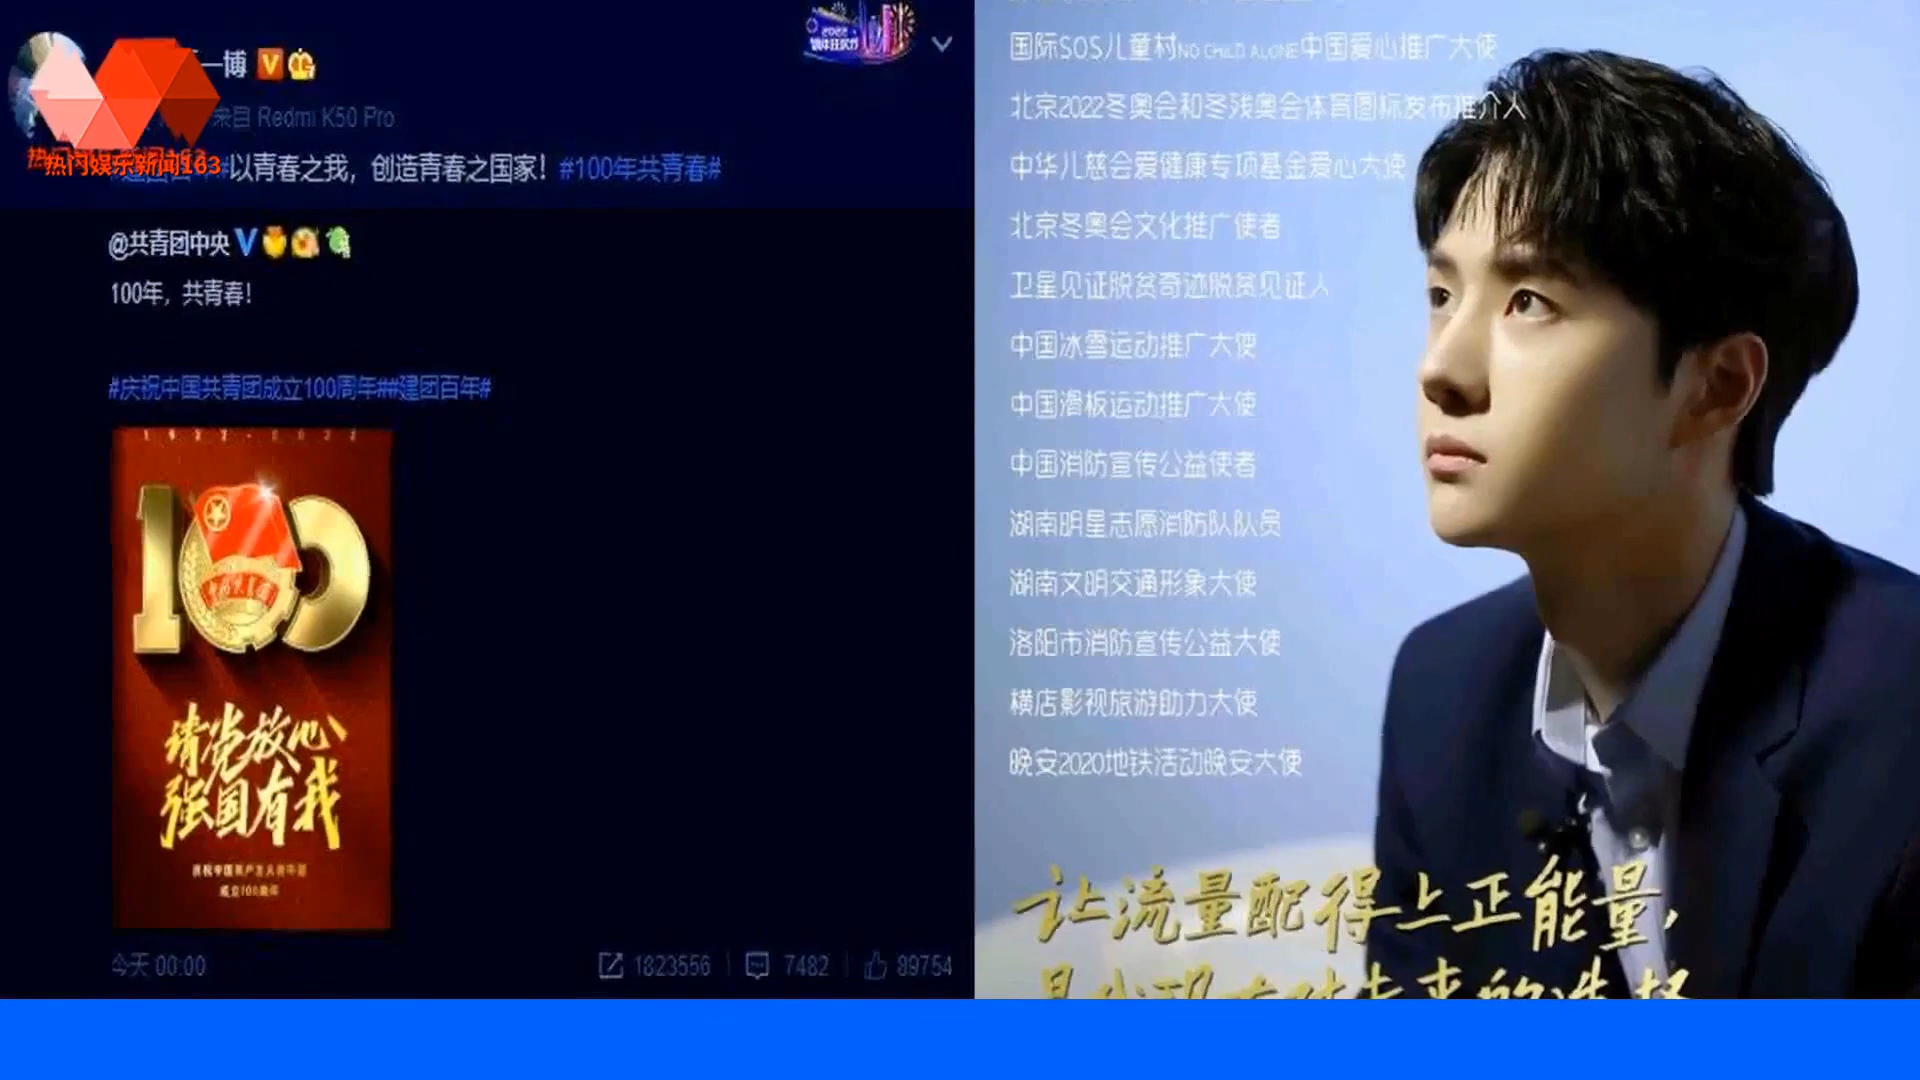 一博
来自 Redmi K50 Pro
热门娱乐新闻163
以青春之我，创造青春之国家！#100年共青春#
@共青团中央
100年，共青春！
#庆祝中国共青团成立100周年##建团百年#
1922-2022
100
请党放心
强国有我
成立100周年
今天 00:00
1823556
7482
89754
2022
国际SOS儿童村NO CHILD ALONE中国爱心推广大使
北京2022冬奥会和冬残奥会体育图标发布推介人
中华儿慈会爱健康专项基金爱心大使
北京冬奥会文化推广使者
卫星见证脱贫奇迹脱贫见证人
中国冰雪运动推广大使
中国滑板运动推广大使
中国消防宣传公益使者
湖南明星志愿消防队队员
湖南文明交通形象大使
洛阳市消防宣传公益大使
横店影视旅游助力大使
晚安2020地铁活动晚安大使
让流量配得上正能量，